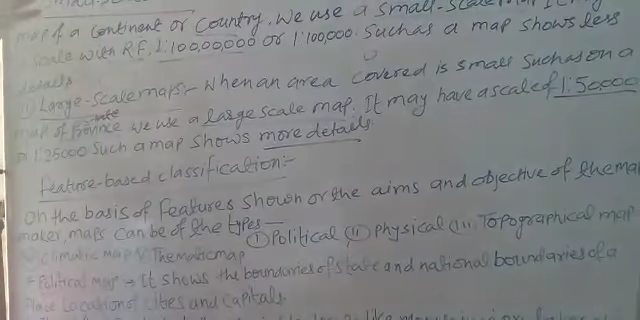 map of a continent or country. We use a small-scale map
scale with R.F. 1:100,00,000 or 1:100,000. Such as a map shows less
details
Large-scale maps:- When an area covered is small such as on a
map of we use a large scale map. It may have a scale of 1:50000
1:25000 Such a map shows more details.
Feature-based classification:-
On the basis of features shown or the aims and objective of the map
maker, maps can be of the types-
(i) Political (ii) physical (iii) Topographical map
climatic map V Thematic map
Political map → It shows the boundaries of state and national boundaries of a
Place Location of cities and capitals.